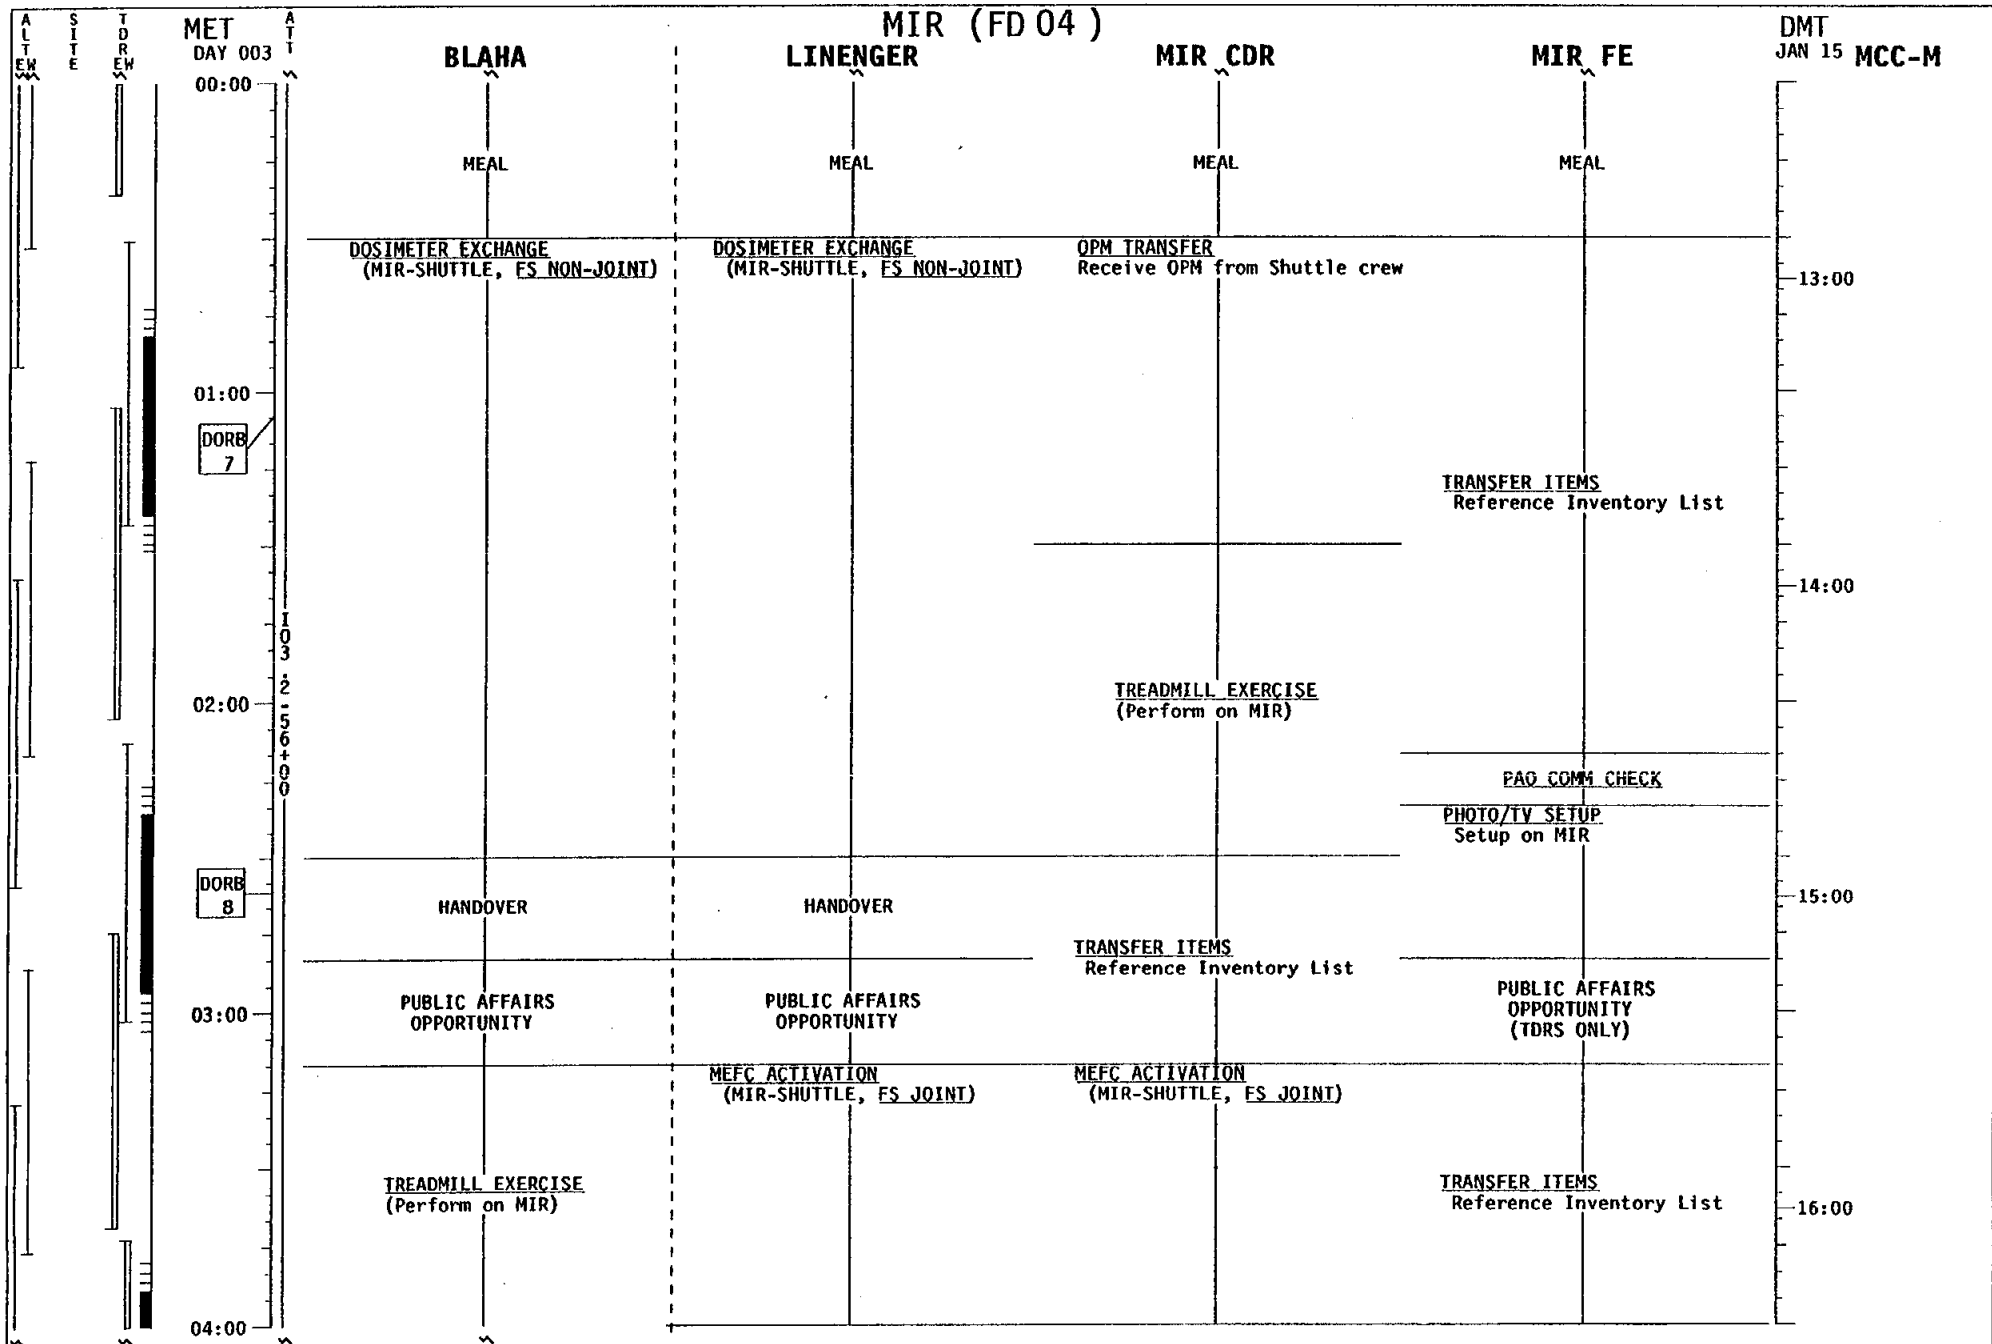 MIR (FD 04)
ALT
E W
SITE
TDR
E W
MET
DAY 003
ATT
BLAHA
LINENGER
MIR CDR
MIR FE
DMT
JAN 15
MCC-M
00:00
MEAL
MEAL
MEAL
MEAL
DOSIMETER EXCHANGE
(MIR-SHUTTLE, FS NON-JOINT)
DOSIMETER EXCHANGE
(MIR-SHUTTLE, FS NON-JOINT)
OPM TRANSFER
Receive OPM from Shuttle crew
13:00
01:00
DORB
7
TRANSFER ITEMS
Reference Inventory List
14:00
TREADMILL EXERCISE
(Perform on MIR)
02:00
PAO COMM CHECK
PHOTO/TV SETUP
Setup on MIR
DORB
8
HANDOVER
HANDOVER
15:00
TRANSFER ITEMS
Reference Inventory List
03:00
PUBLIC AFFAIRS
OPPORTUNITY
PUBLIC AFFAIRS
OPPORTUNITY
PUBLIC AFFAIRS
OPPORTUNITY
(TDRS ONLY)
MEFC ACTIVATION
(MIR-SHUTTLE, FS JOINT)
MEFC ACTIVATION
(MIR-SHUTTLE, FS JOINT)
TREADMILL EXERCISE
(Perform on MIR)
TRANSFER ITEMS
Reference Inventory List
16:00
04:00